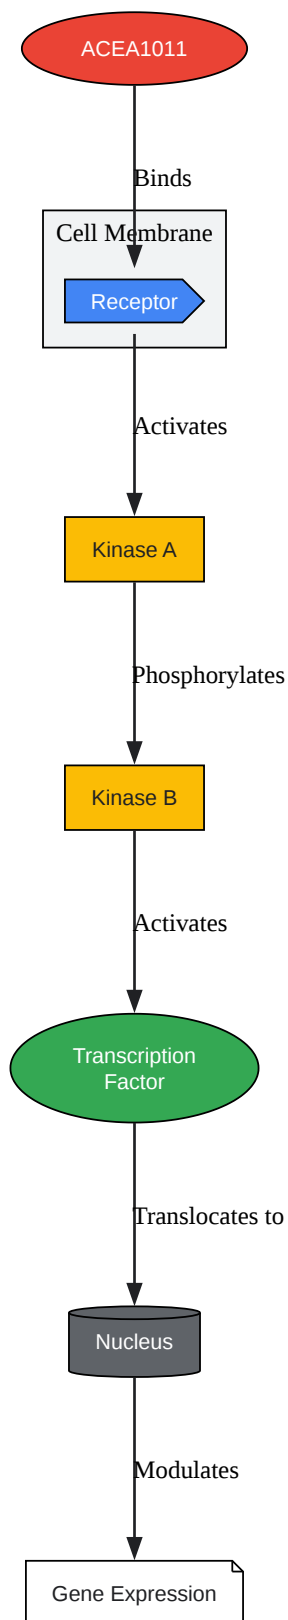 ACEA1011
Binds
Cell Membrane
Receptor
Activates
Kinase A
Phosphorylates
Kinase B
Activates
Transcription
Factor
Translocates to
Nucleus
Modulates
Gene Expression